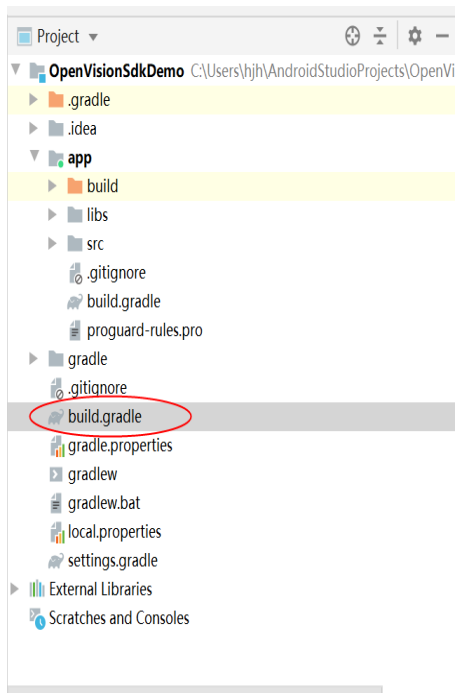 Project
OpenVisionSdkDemo C:\Users\hjh\AndroidStudioProjects\OpenVi
.gradle
.idea
app
build
libs
src
.gitignore
build.gradle
proguard-rules.pro
gradle
.gitignore
build.gradle
gradle.properties
gradlew
gradlew.bat
local.properties
settings.gradle
External Libraries
Scratches and Consoles